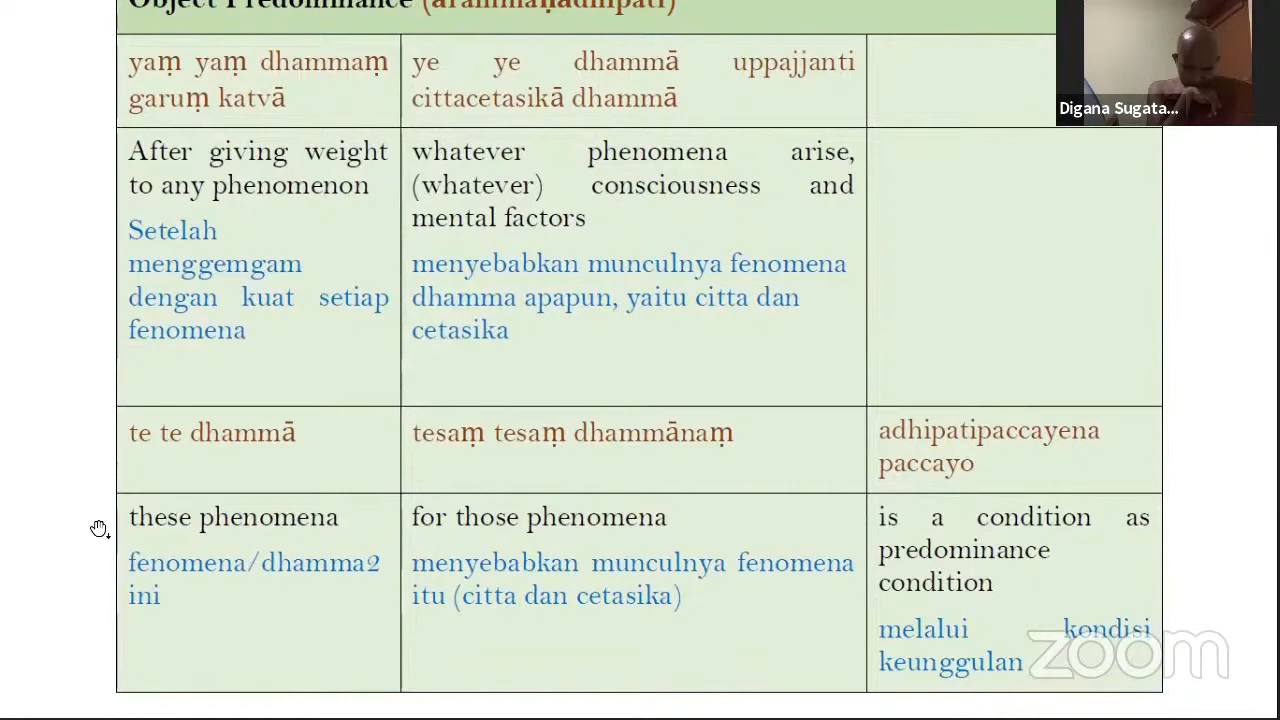 Object Predominance (ārammaṇādhipati)
Digana Sugata...
yaṃ yaṃ dhammaṃ
garuṃ katvā
ye ye dhammā uppajjanti
cittacetasikā dhammā
After giving weight
to any phenomenon
Setelah
menggemgam
dengan kuat setiap
fenomena
whatever phenomena arise,
(whatever) consciousness and
mental factors
menyebabkan munculnya fenomena
dhamma apapun, yaitu citta dan
cetasika
te te dhammā
tesaṃ tesaṃ dhammānaṃ
adhipatipaccayena
paccayo
these phenomena
fenomena/dhamma2
ini
for those phenomena
menyebabkan munculnya fenomena
itu (citta dan cetasika)
is a condition as
predominance
condition
melalui kondisi
keunggulan
zoom